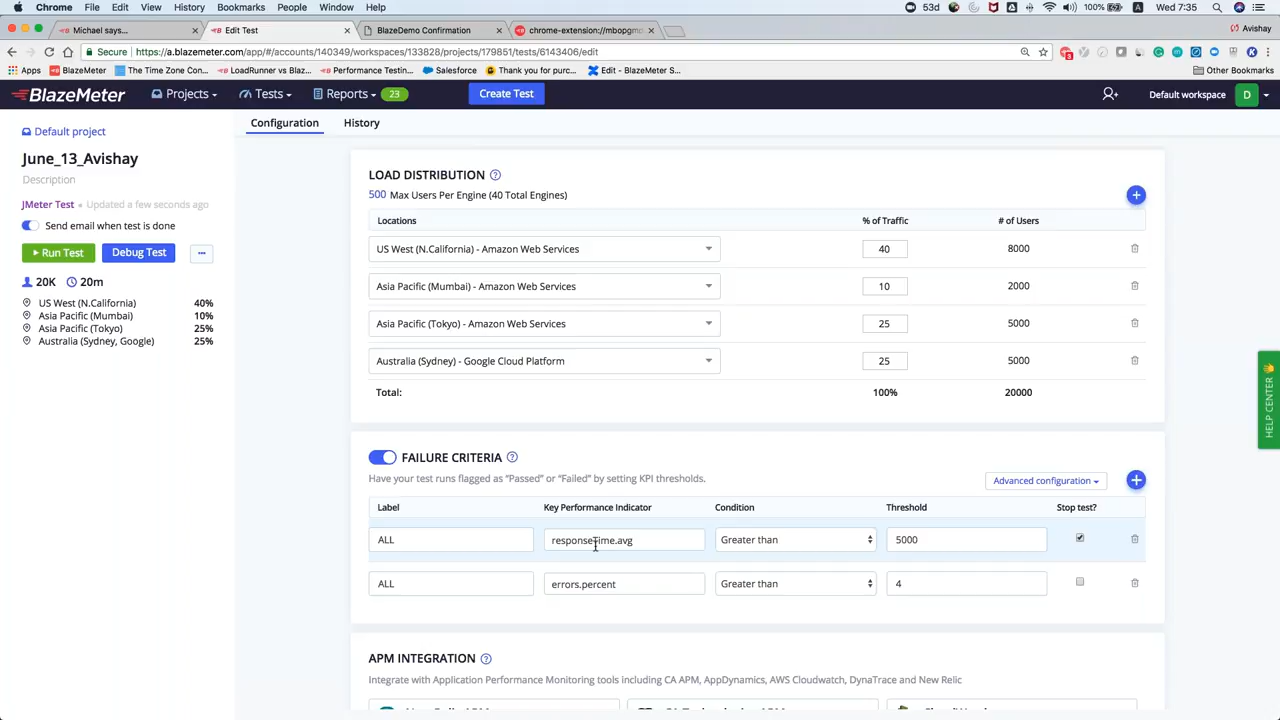 Chrome File Edit View History Bookmarks People Window Help 53d 100% A Wed 7:35
Michael says... Edit Test BlazeDemo Confirmation chrome-extension://mbopgmo Avishay
Secure https://a.blazemeter.com/app/#/accounts/140349/workspaces/133828/projects/179851/tests/6143406/edit
Apps BlazeMeter The Time Zone Con... LoadRunner vs Blaz... Performance Testin... Salesforce Thank you for purc... Edit - BlazeMeter S... Other Bookmarks
BlazeMeter Projects Tests Reports 23 Create Test Default workspace D
Configuration History
Default project
June_13_Avishay
Description
JMeter Test • Updated a few seconds ago
Send email when test is done
Run Test Debug Test ...
20K 20m
US West (N.California) 40%
Asia Pacific (Mumbai) 10%
Asia Pacific (Tokyo) 25%
Australia (Sydney, Google) 25%
LOAD DISTRIBUTION ?
500 Max Users Per Engine (40 Total Engines) +
Locations % of Traffic # of Users
US West (N.California) - Amazon Web Services 40 8000
Asia Pacific (Mumbai) - Amazon Web Services 10 2000
Asia Pacific (Tokyo) - Amazon Web Services 25 5000
Australia (Sydney) - Google Cloud Platform 25 5000
Total: 100% 20000
FAILURE CRITERIA ?
Have your test runs flagged as “Passed” or “Failed” by setting KPI thresholds. Advanced configuration +
Label Key Performance Indicator Condition Threshold Stop test?
ALL responseTime.avg Greater than 5000
ALL errors.percent Greater than 4
APM INTEGRATION ?
Integrate with Application Performance Monitoring tools including CA APM, AppDynamics, AWS Cloudwatch, DynaTrace and New Relic
HELP CENTER